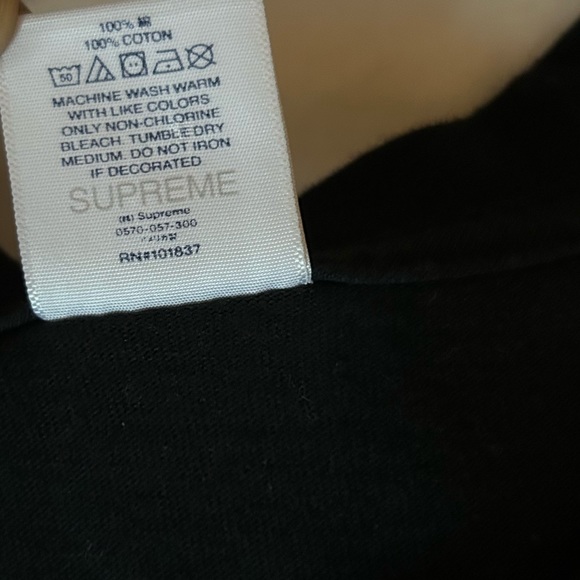 100% 綿
100% COTON
50
MACHINE WASH WARM
WITH LIKE COLORS
ONLY NON-CHLORINE
BLEACH. TUMBLE DRY
MEDIUM. DO NOT IRON
IF DECORATED
SUPREME
(株) Supreme
0570-057-300
RN#101837